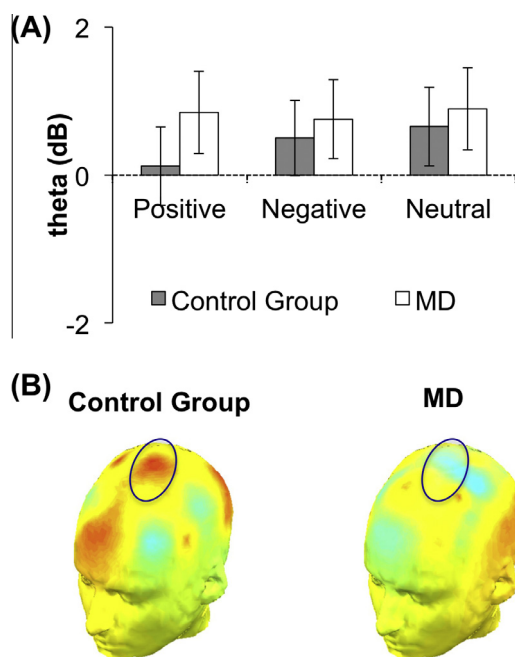 (A)
2
theta (dB)
0
Positive Negative Neutral
Control Group MD
-2
(B)
Control Group MD